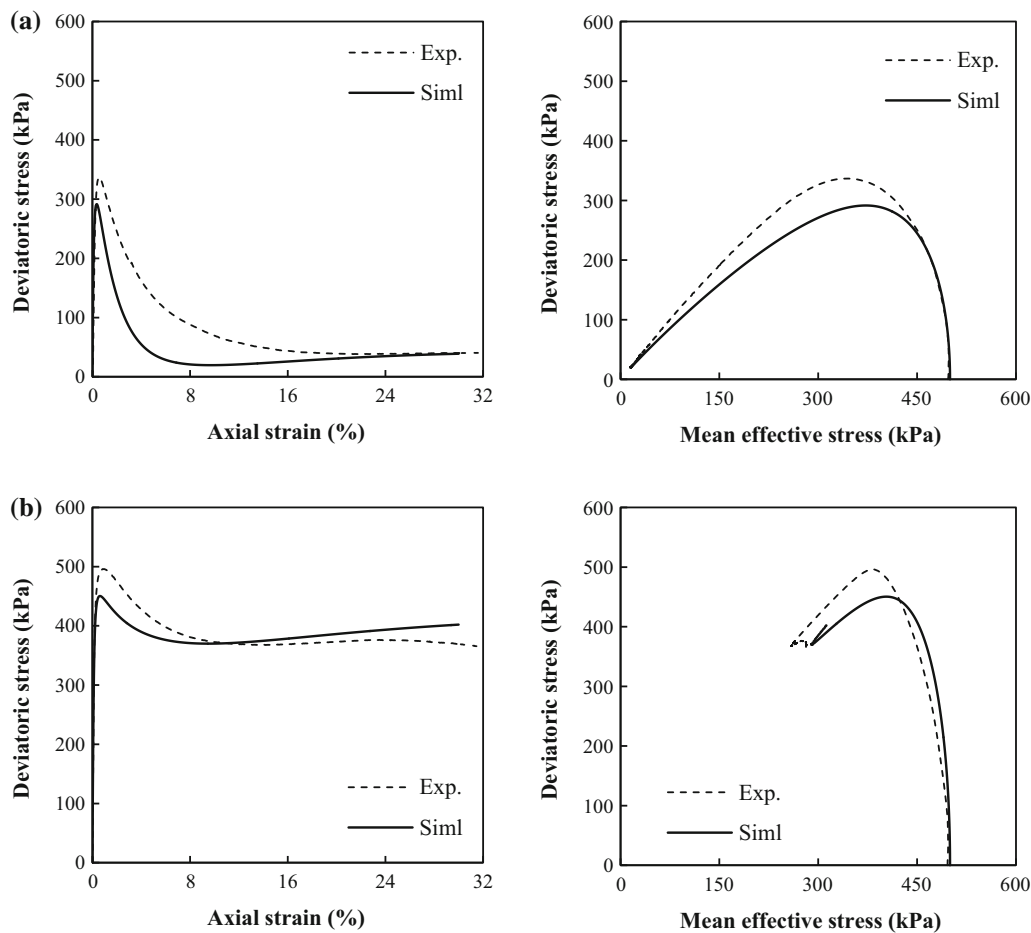 (a)
600
500
400
300
200
100
0
Deviatoric stress (kPa)
Exp.
Siml
0 8 16 24 32
Axial strain (%)
600
500
400
300
200
100
0
Deviatoric stress (kPa)
Exp.
Siml
0 150 300 450 600
Mean effective stress (kPa)
(b)
600
500
400
300
200
100
0
Deviatoric stress (kPa)
Exp.
Siml
0 8 16 24 32
Axial strain (%)
600
500
400
300
200
100
0
Deviatoric stress (kPa)
Exp.
Siml
0 150 300 450 600
Mean effective stress (kPa)